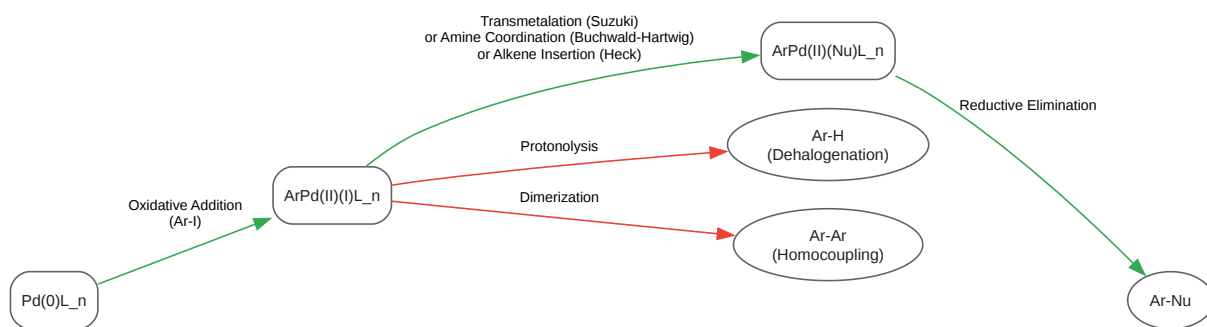 Transmetalation (Suzuki)
or Amine Coordination (Buchwald-Hartwig)
or Alkene Insertion (Heck)
ArPd(II)(Nu)L_n
Reductive Elimination
Ar-H
(Dehalogenation)
Protonolysis
ArPd(II)(I)L_n
Dimerization
Oxidative Addition
(Ar-I)
Ar-Ar
(Homocoupling)
Pd(0)L_n
Ar-Nu